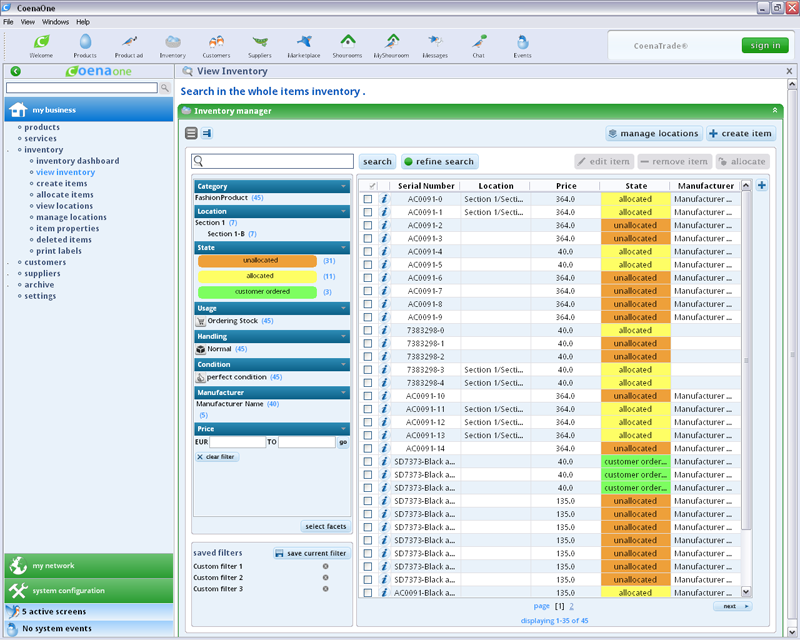 CoenaOne
File View Windows Help
Welcome Products Product ad Inventory Customers Suppliers Marketplace Showrooms MyShowroom Messages Chat Events
CoenaTrade®
sign in
Coenaone
View Inventory
Search in the whole items inventory .
my business
products
services
inventory
inventory dashboard
view inventory
create items
allocate items
view locations
manage locations
item properties
deleted items
print labels
customers
suppliers
archive
settings
my network
system configuration
5 active screens
No system events
Inventory manager
manage locations
create item
search
refine search
edit item
remove item
allocate
Category
FashionProduct (45)
Location
Section 1 (7)
Section 1-B (7)
State
unallocated (31)
allocated (11)
customer ordered (3)
Usage
Ordering Stock (45)
Handling
Normal (45)
Condition
perfect condition (45)
Manufacturer
Manufacturer Name (40)
(5)
Price
EUR TO go
clear filter
select facets
saved filters
save current filter
Custom filter 1
Custom filter 2
Custom filter 3
Serial Number Location Price State Manufacturer
AC0091-0 Section 1/Secti... 364.0 allocated Manufacturer ...
AC0091-1 Section 1/Secti... 364.0 allocated Manufacturer ...
AC0091-2 364.0 unallocated Manufacturer ...
AC0091-3 364.0 unallocated Manufacturer ...
AC0091-4 40.0 allocated Manufacturer ...
AC0091-5 40.0 allocated Manufacturer ...
AC0091-6 364.0 unallocated Manufacturer ...
AC0091-7 364.0 unallocated Manufacturer ...
AC0091-8 364.0 unallocated Manufacturer ...
AC0091-9 364.0 unallocated Manufacturer ...
7383298-0 40.0 allocated
7383298-1 40.0 unallocated
7383298-2 40.0 unallocated
7383298-3 Section 1/Secti... 40.0 allocated
7383298-4 Section 1/Secti... 40.0 allocated
AC0091-10 364.0 unallocated Manufacturer ...
AC0091-11 Section 1/Secti... 364.0 allocated Manufacturer ...
AC0091-12 Section 1/Secti... 364.0 allocated Manufacturer ...
AC0091-13 Section 1/Secti... 364.0 allocated Manufacturer ...
AC0091-14 364.0 unallocated Manufacturer ...
SD7373-Black a... 40.0 customer order... Manufacturer ...
SD7373-Black a... 40.0 customer order... Manufacturer ...
SD7373-Black a... 40.0 customer order... Manufacturer ...
SD7373-Black a... 135.0 unallocated Manufacturer ...
SD7373-Black a... 135.0 unallocated Manufacturer ...
SD7373-Black a... 135.0 unallocated Manufacturer ...
SD7373-Black a... 135.0 unallocated Manufacturer ...
SD7373-Black a... 135.0 unallocated Manufacturer ...
SD7373-Black a... 135.0 unallocated Manufacturer ...
SD7373-Black a... 135.0 unallocated Manufacturer ...
AC0091-Black a... 364.0 allocated Manufacturer ...
page [1] 2
next
displaying 1-35 of 45